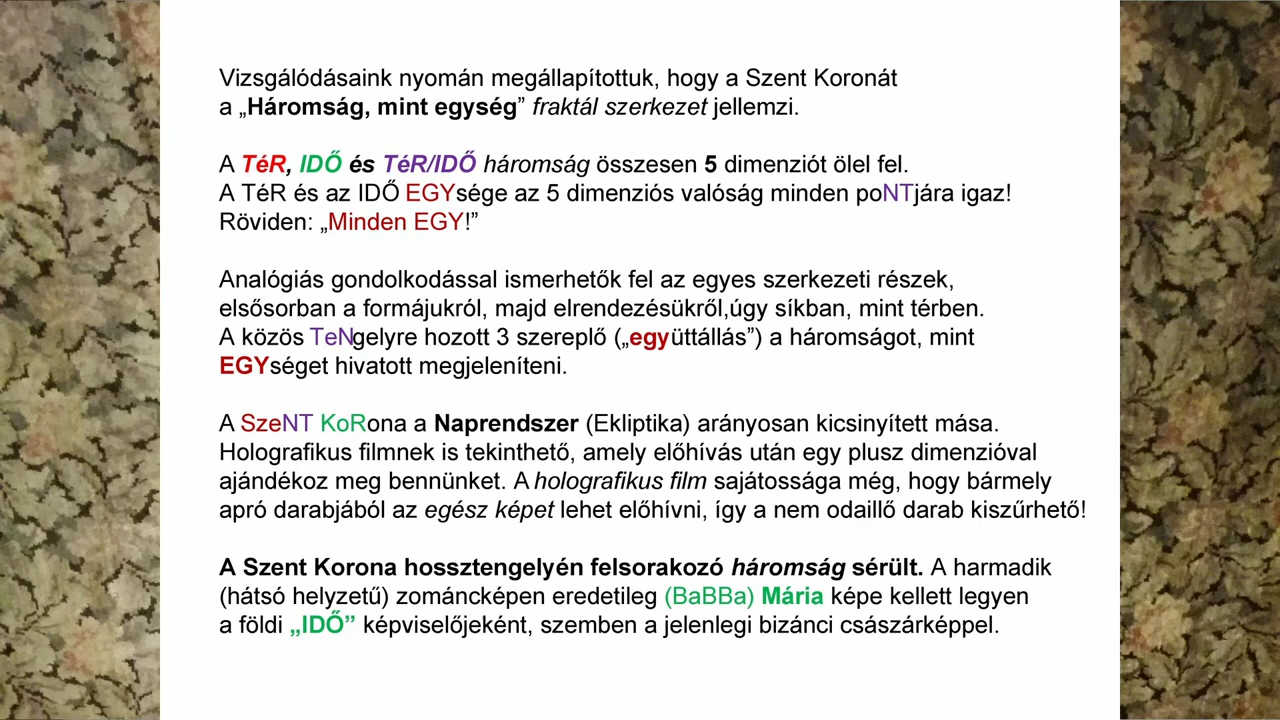 Vizsgálódásaink nyomán megállapítottuk, hogy a Szent Koronát
a „Háromság, mint egység” fraktál szerkezet jellemzi.
A TéR, IDŐ és TéR/IDŐ háromság összesen 5 dimenziót ölel fel.
A TéR és az IDŐ EGYsége az 5 dimenziós valóság minden poNTjára igaz!
Röviden: „Minden EGY!”
Analógiás gondolkodással ismerhetők fel az egyes szerkezeti részek,
elsősorban a formájukról, majd elrendezésükről,úgy síkban, mint térben.
A közös TeNgelyre hozott 3 szereplő („együttállás”) a háromságot, mint
EGYséget hivatott megjeleníteni.
A SzeNT KoRona a Naprendszer (Ekliptika) arányosan kicsinyített mása.
Holografikus filmnek is tekinthető, amely előhívás után egy plusz dimenzióval
ajándékoz meg bennünket. A holografikus film sajátossága még, hogy bármely
apró darabjából az egész képet lehet előhívni, így a nem odaillő darab kiszűrhető!
A Szent Korona hossztengelyén felsorakozó háromság sérült. A harmadik
(hátsó helyzetű) zománcképen eredetileg (BaBBa) Mária képe kellett legyen
a földi „IDŐ” képviselőjeként, szemben a jelenlegi bizánci császárképpel.